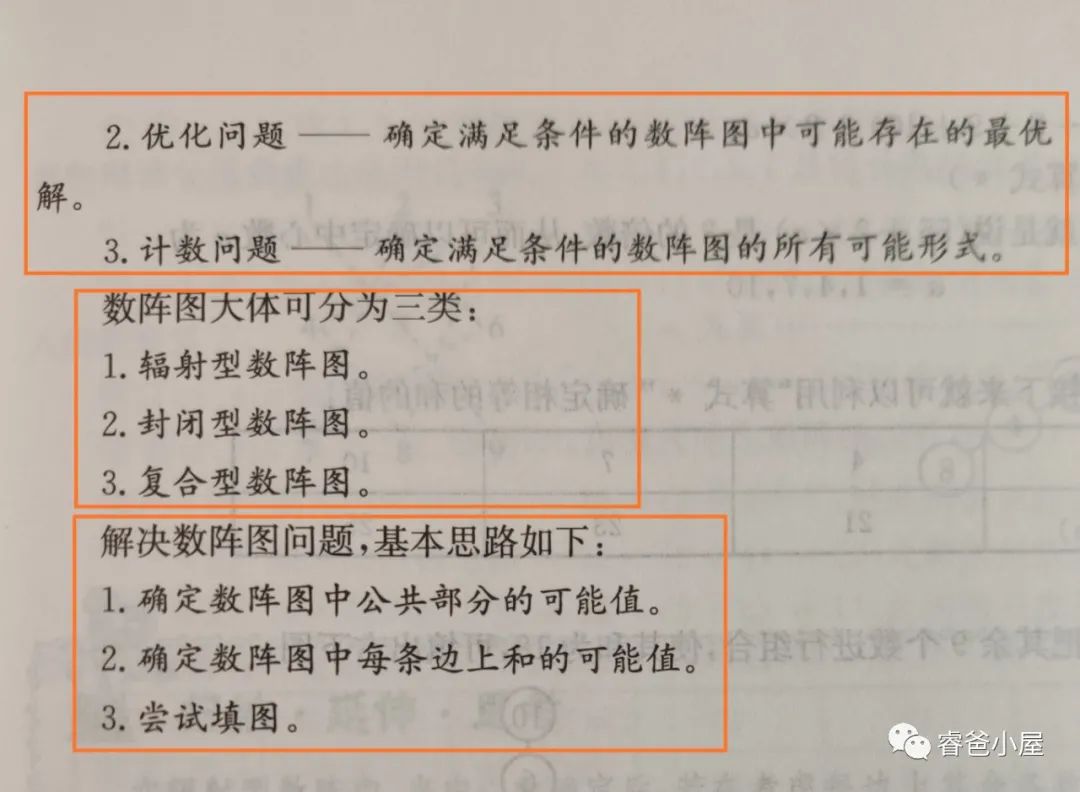 2.优化问题 —— 确定满足条件的数阵图中可能存在的最优
解。
3.计数问题 —— 确定满足条件的数阵图的所有可能形式。
数阵图大体可分为三类：
1.辐射型数阵图。
2.封闭型数阵图。
3.复合型数阵图。
解决数阵图问题，基本思路如下：
1.确定数阵图中公共部分的可能值。
2.确定数阵图中每条边上和的可能值。
3.尝试填图。
睿爸小屋